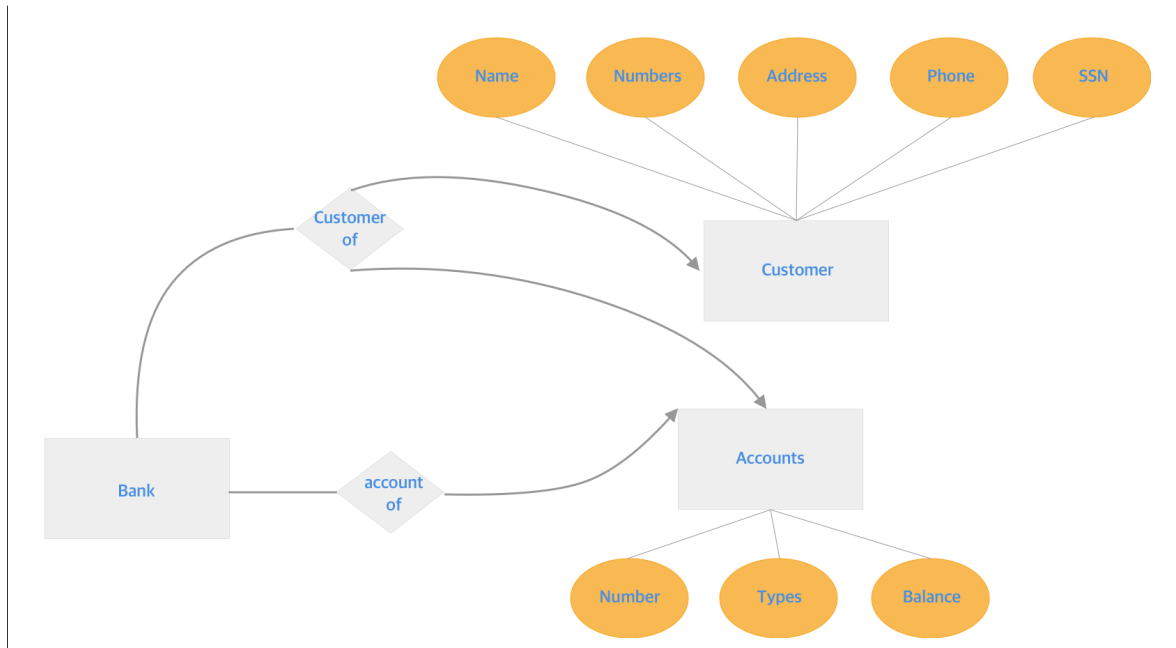 Name
Numbers
Address
Phone
SSN
Customer
of
Customer
Accounts
Bank
account
of
Number
Types
Balance